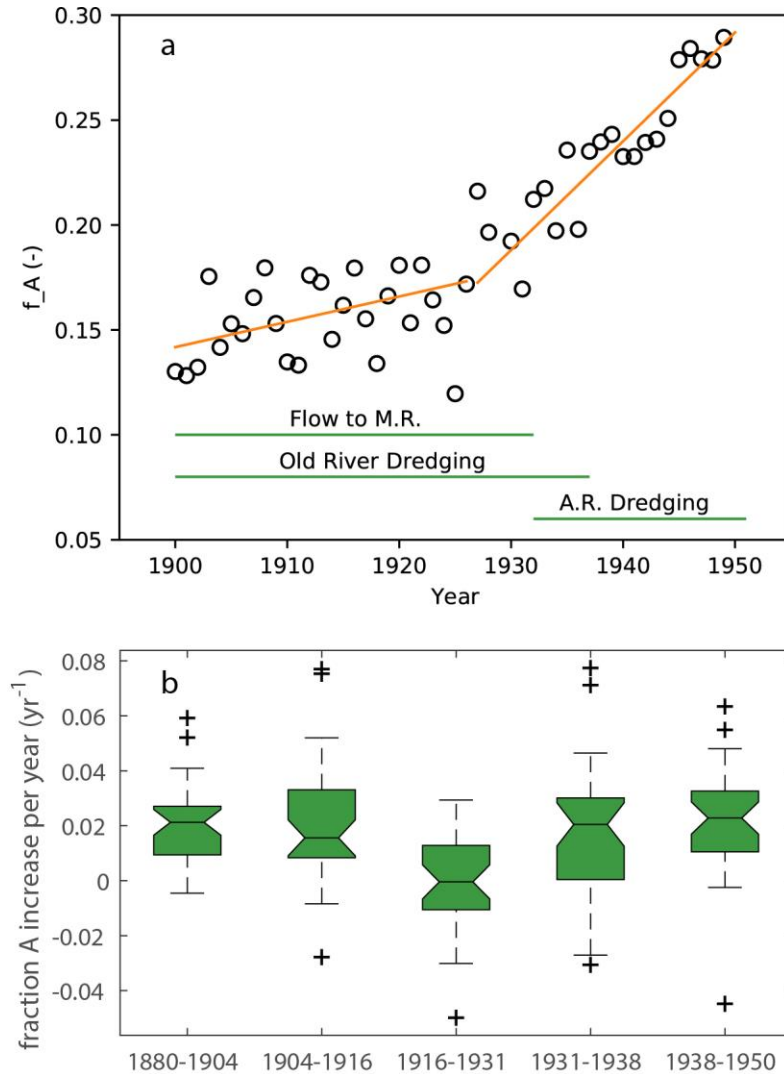 0.30
a
0.25
0.20
0.15
0.10
0.05
f_A (-)
Flow to M.R.
Old River Dredging
A.R. Dredging
1900 1910 1920 1930 1940 1950
Year
0.08
b
0.06
0.04
0.02
0
-0.02
-0.04
fraction A increase per year (yr⁻¹)
1880-1904 1904-1916 1916-1931 1931-1938 1938-1950